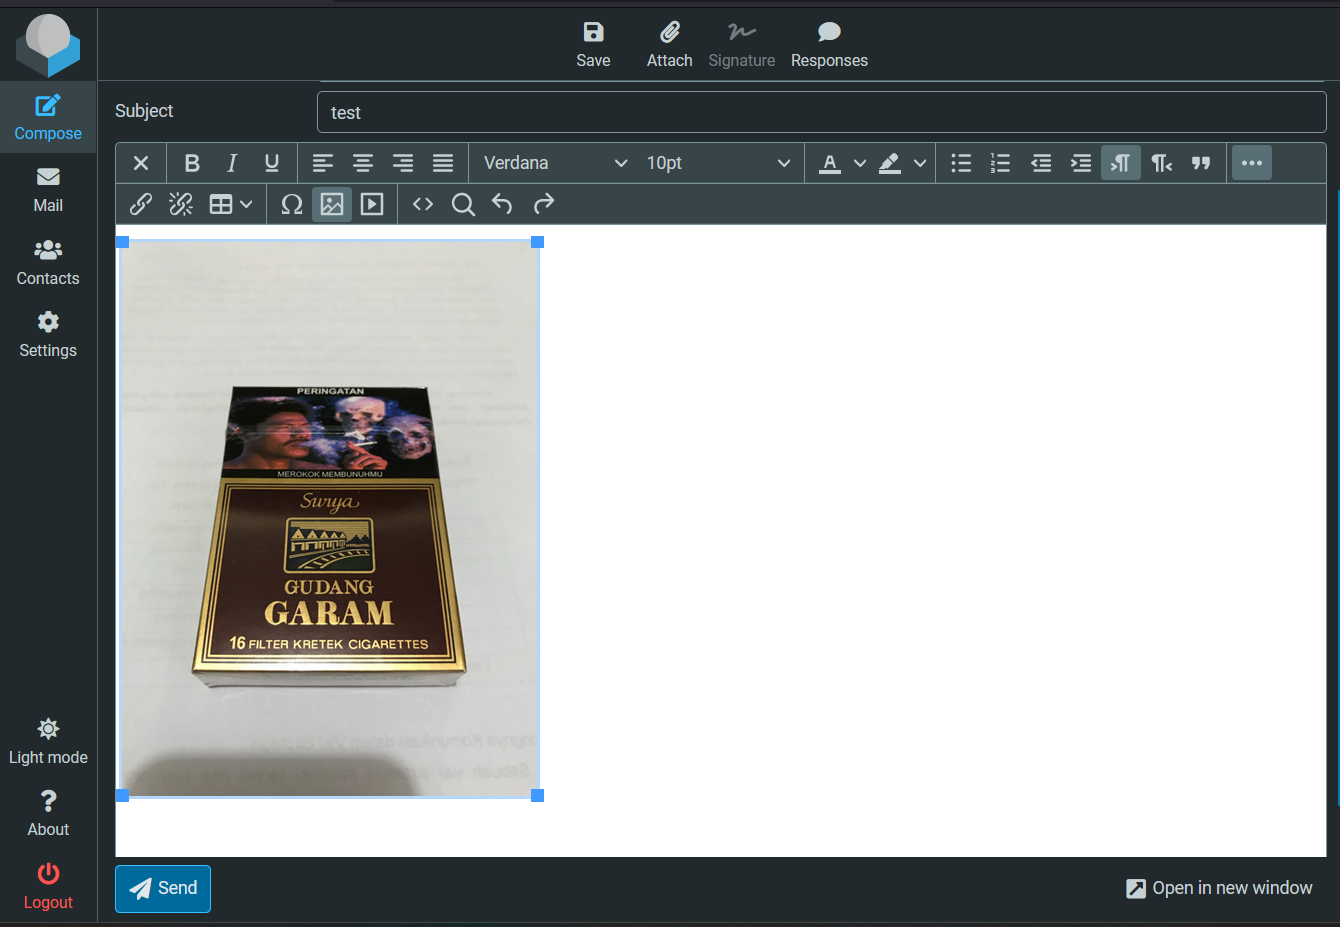 Save
Attach
Signature
Responses
Compose
Mail
Contacts
Settings
Light mode
About
Logout
Subject
test
Verdana
10pt
PERINGATAN
MEROKOK MEMBUNUHMU
Surya
GUDANG
GARAM
16 FILTER KRETEK CIGARETTES
Send
Open in new window